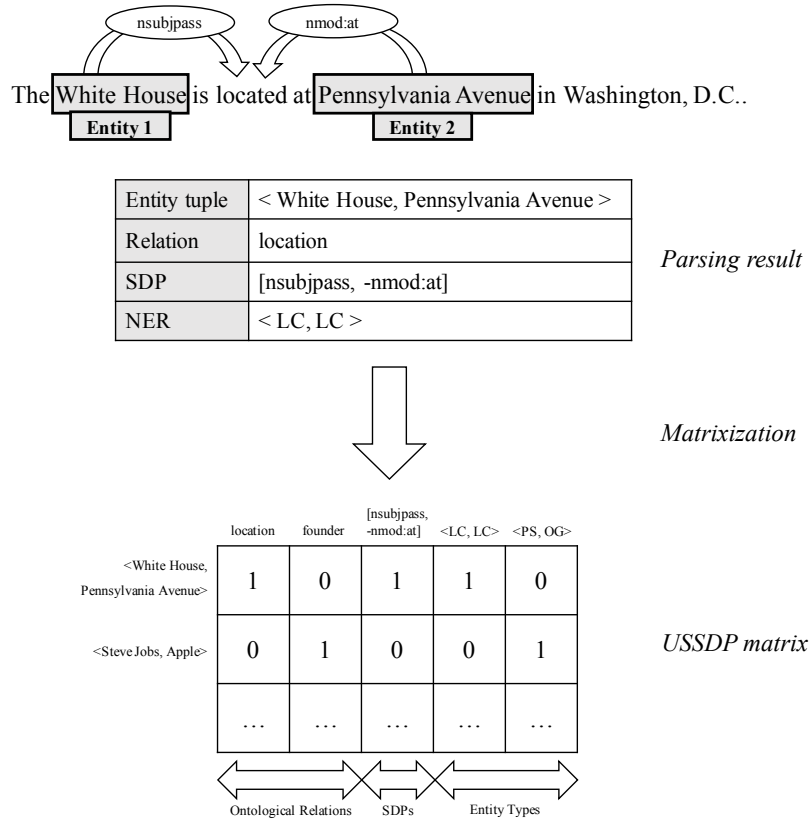 nsubjpass nmod:at
The White House is located at Pennsylvania Avenue in Washington, D.C..
Entity 1 Entity 2
Entity tuple < White House, Pennsylvania Avenue >
Relation location
SDP [nsubjpass, -nmod:at]
NER < LC, LC >
Parsing result
Matrixization
location founder [nsubjpass, -nmod:at] <LC, LC> <PS, OG>
<White House,
Pennsylvania Avenue> 1 0 1 1 0
<Steve Jobs, Apple> 0 1 0 0 1
… … … … …
USSDP matrix
Ontological Relations SDPs Entity Types